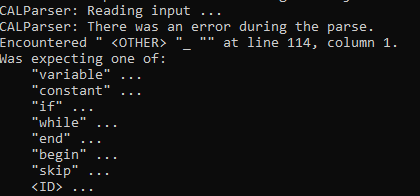 CALParser: Reading input ...
CALParser: There was an error during the parse.
Encountered " <OTHER> "_ "" at line 114, column 1.
Was expecting one of:
    "variable" ...
    "constant" ...
    "if" ...
    "while" ...
    "end" ...
    "begin" ...
    "skip" ...
    <ID> ...